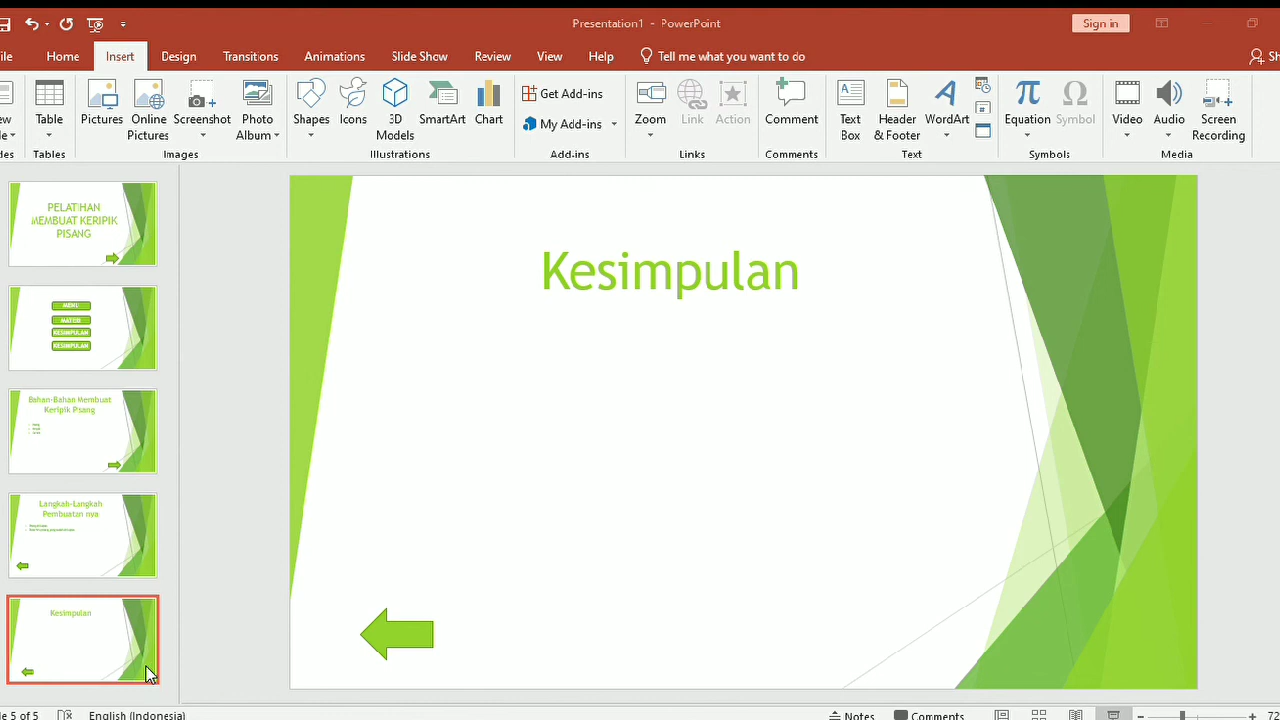 Presentation1 - PowerPoint
Sign in
Home
Insert
Design
Transitions
Animations
Slide Show
Review
View
Help
Tell me what you want to do
Table
Pictures
Online
Pictures
Screenshot
Photo
Album
Shapes
Icons
3D
Models
SmartArt
Chart
Get Add-ins
My Add-ins
Zoom
Link
Action
Comment
Text
Box
Header
& Footer
WordArt
Equation
Symbol
Video
Audio
Screen
Recording
Tables
Images
Illustrations
Add-ins
Links
Comments
Text
Symbols
Media
PELATIHAN
MEMBUAT KERIPIK
PISANG
MENU
MATERI
KESIMPULAN
KESIMPULAN
Bahan-Bahan Membuat
Keripik Pisang
Langkah-Langkah
Pembuatan nya
Kesimpulan
Kesimpulan
5 of 5
English (Indonesia)
Notes
Comments